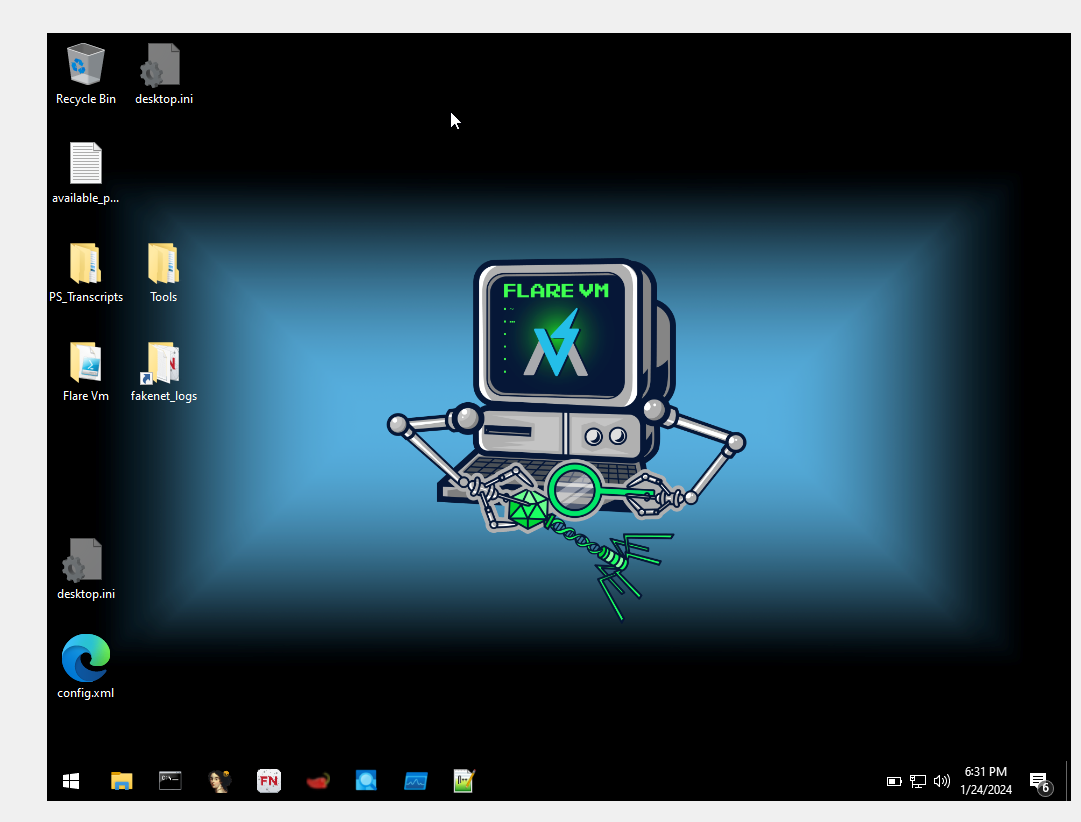 Recycle Bin
desktop.ini
available_p...
PS_Transcripts
Tools
Flare Vm
fakenet_logs
FLARE VM
desktop.ini
config.xml
FN
6:31 PM
1/24/2024
6